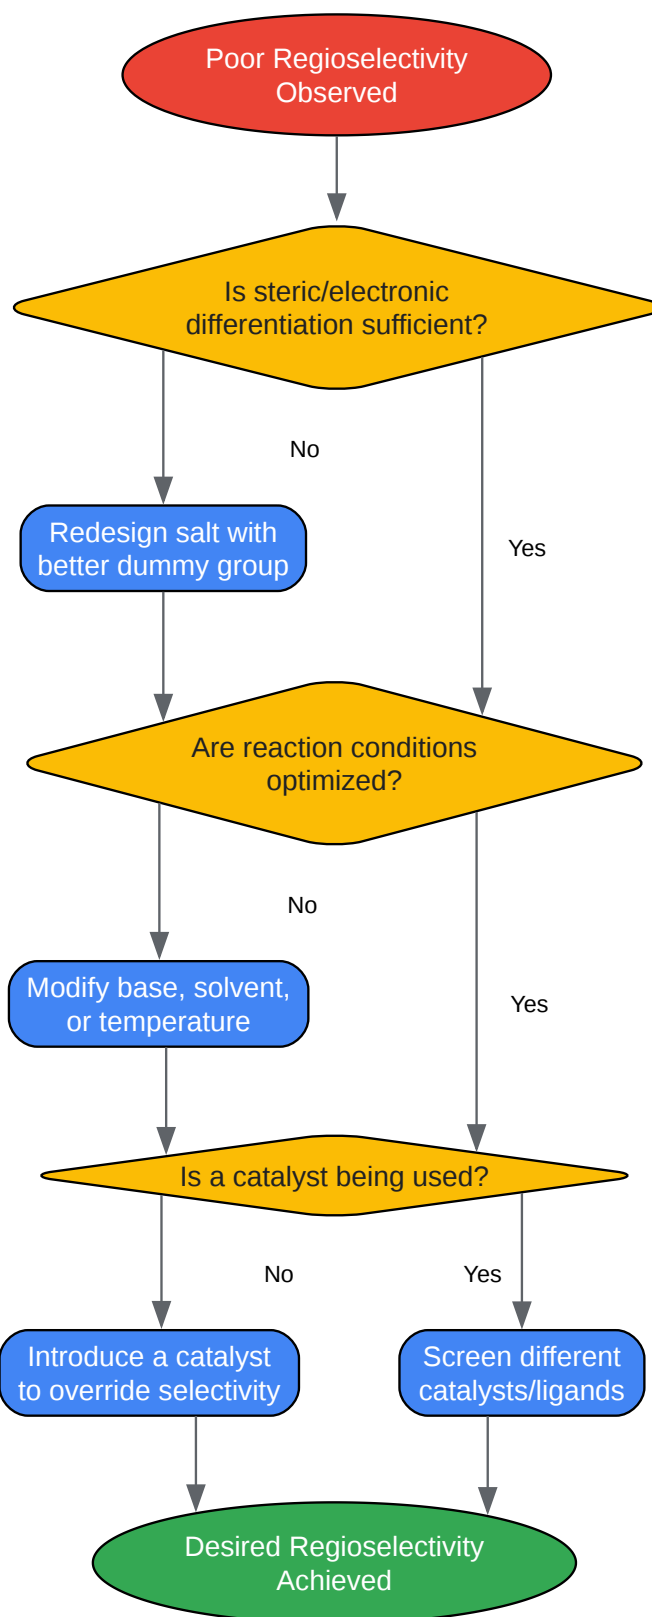 Poor Regioselectivity
Observed
Is steric/electronic
differentiation sufficient?
No
Redesign salt with
better dummy group
Yes
Are reaction conditions
optimized?
No
Modify base, solvent,
or temperature
Yes
Is a catalyst being used?
No
Yes
Introduce a catalyst
to override selectivity
Screen different
catalysts/ligands
Desired Regioselectivity
Achieved